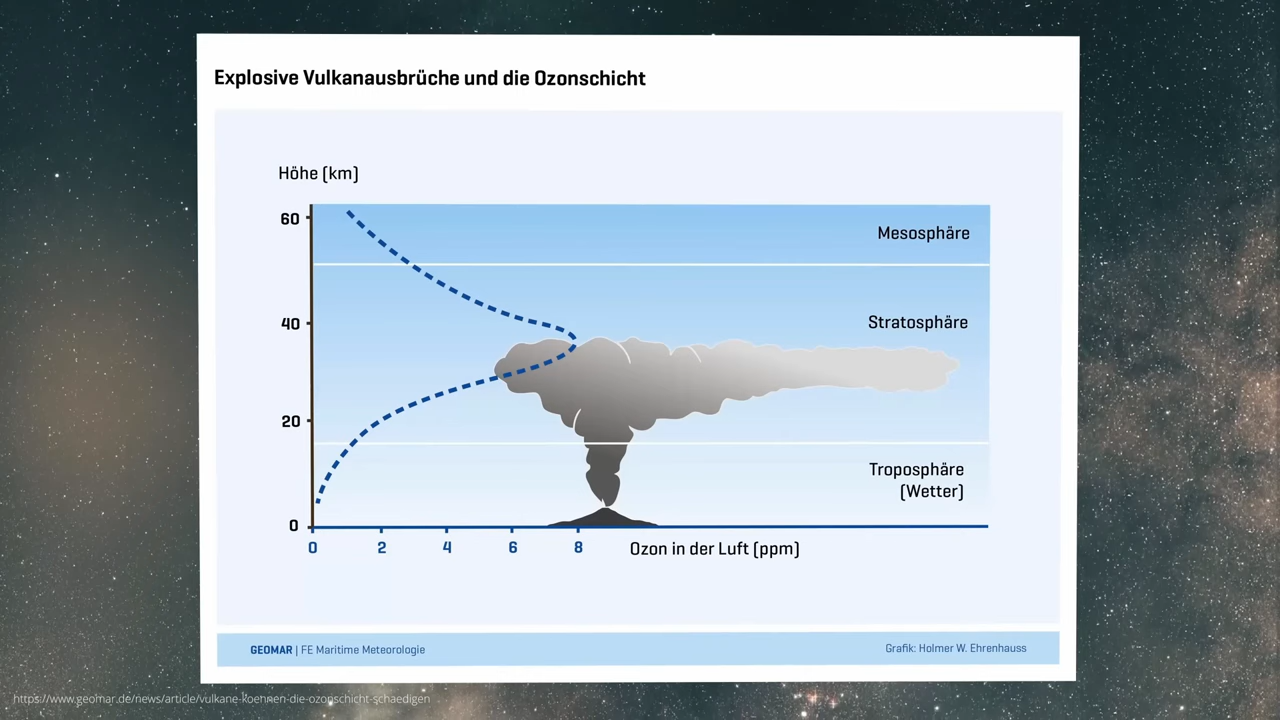 Explosive Vulkanausbrüche und die Ozonschicht
Höhe (km)
60
Mesosphäre
40
Stratosphäre
20
Troposphäre
(Wetter)
0
0 2 4 6 8 Ozon in der Luft (ppm)
GEOMAR | FE Maritime Meteorologie
Grafik: Holmer W. Ehrenhauss
https://www.geomar.de/news/article/vulkane-koennen-die-ozonschicht-schaedigen